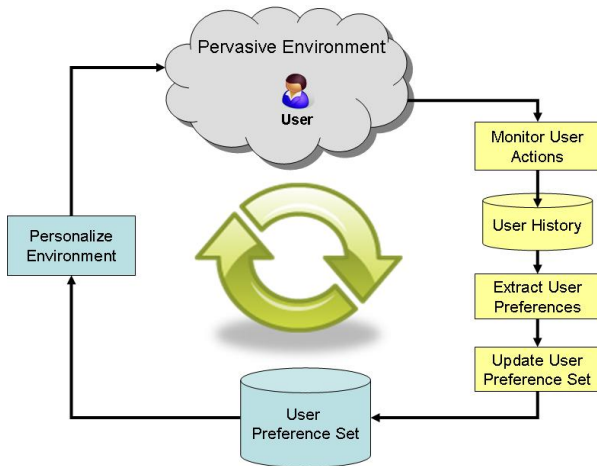 Pervasive Environment
User
Monitor User
Actions
User History
Extract User
Preferences
Update User
Preference Set
User
Preference Set
Personalize
Environment